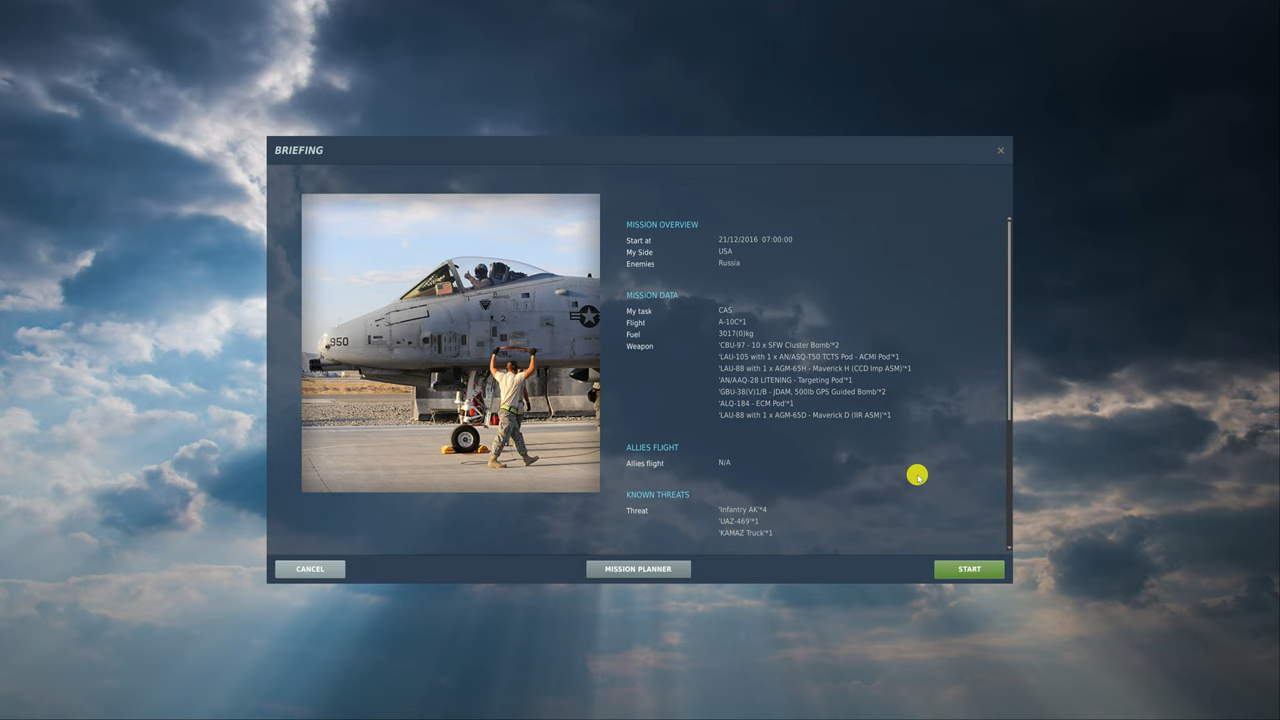 BRIEFING
×
950
MISSION OVERVIEW
Start at 21/12/2016 07:00:00
My Side USA
Enemies Russia
MISSION DATA
My task CAS
Flight A-10C*1
Fuel 3017(0)kg
Weapon 'CBU-97 - 10 x SFW Cluster Bomb'*2
'LAU-105 with 1 x AN/ASQ-T50 TCTS Pod - ACMI Pod'*1
'LAU-88 with 1 x AGM-65H - Maverick H (CCD Imp ASM)'*1
'AN/AAQ-28 LITENING - Targeting Pod'*1
'GBU-38(V)1/B - JDAM, 500lb GPS Guided Bomb'*2
'ALQ-184 - ECM Pod'*1
'LAU-88 with 1 x AGM-65D - Maverick D (IIR ASM)'*1
ALLIES FLIGHT
Allies flight N/A
KNOWN THREATS
Threat 'Infantry AK'*4
'UAZ-469'*1
'KAMAZ Truck'*1
CANCEL
MISSION PLANNER
START